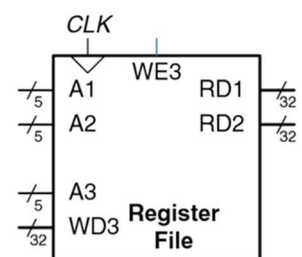 CLK
WE3
A1 RD1
5 32
A2 RD2
5 32
A3
5
WD3 Register
32 File